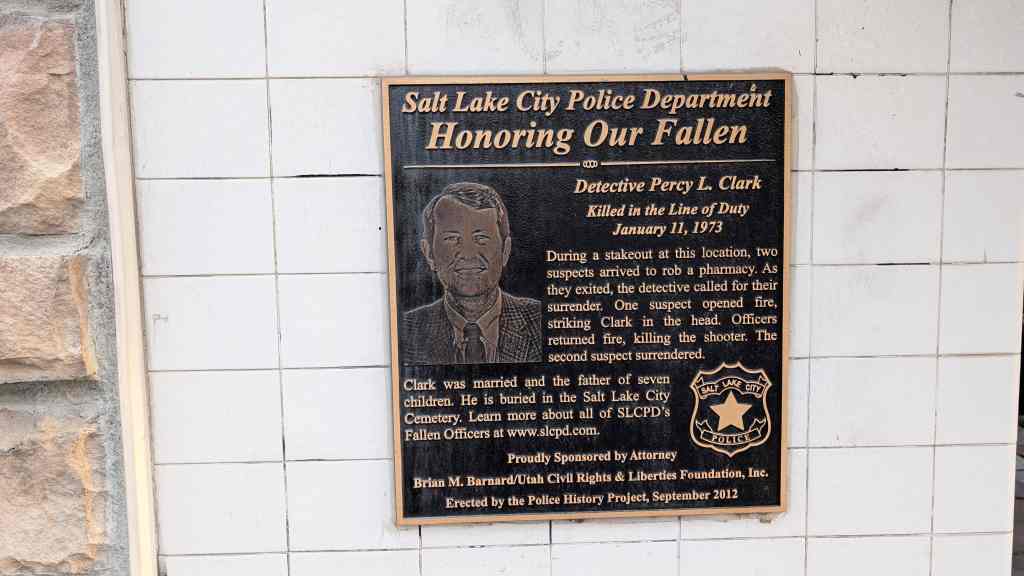 Salt Lake City Police Department
Honoring Our Fallen
Detective Percy L. Clark
Killed in the Line of Duty
January 11, 1973
During a stakeout at this location, two
suspects arrived to rob a pharmacy. As
they exited, the detective called for their
surrender. One suspect opened fire,
striking Clark in the head. Officers
returned fire, killing the shooter. The
second suspect surrendered.
Clark was married and the father of seven
children. He is buried in the Salt Lake City
Cemetery. Learn more about all of SLCPD's
Fallen Officers at www.slcpd.com.
SALT LAKE CITY
POLICE
Proudly Sponsored by Attorney
Brian M. Barnard/Utah Civil Rights & Liberties Foundation, Inc.
Erected by the Police History Project, September 2012